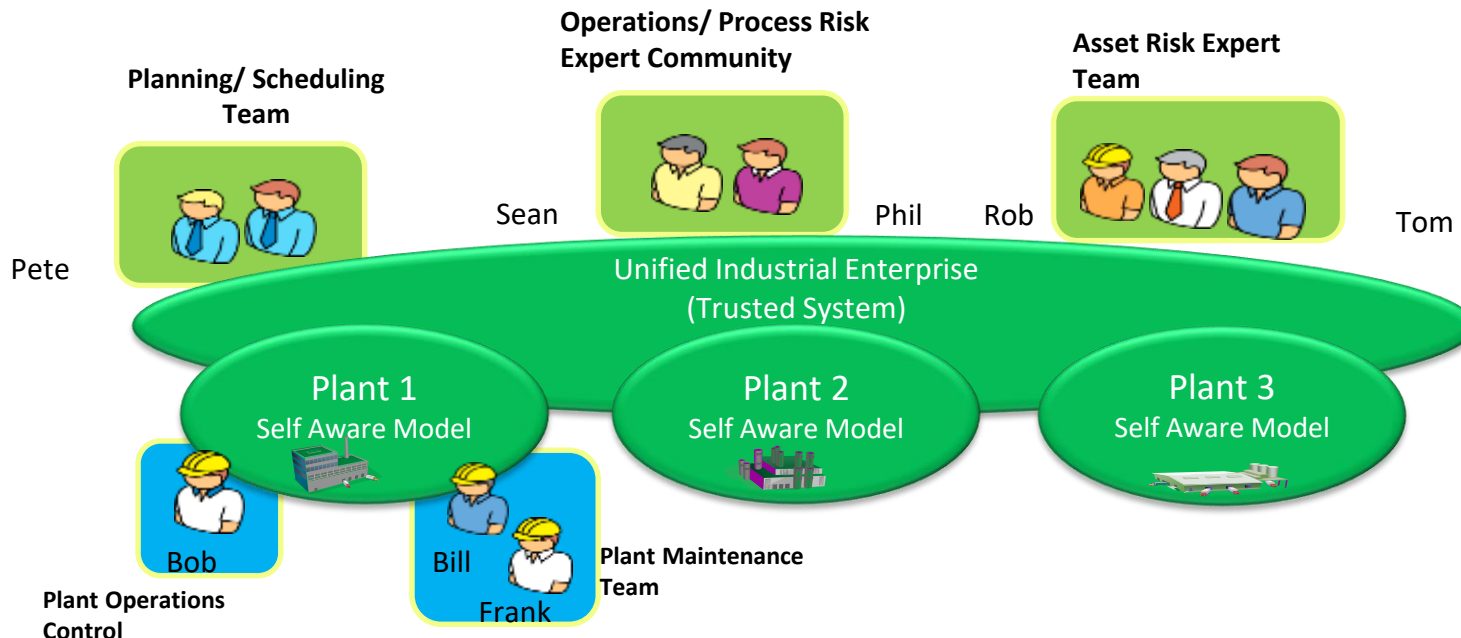 Operations/ Process Risk
Expert Community
Asset Risk Expert
Team
Planning/ Scheduling
Team
Sean
Phil
Rob
Tom
Pete
Unified Industrial Enterprise
(Trusted System)
Plant 1
Self Aware Model
Plant 2
Self Aware Model
Plant 3
Self Aware Model
Bob
Bill
Frank
Plant Maintenance
Team
Plant Operations
Control